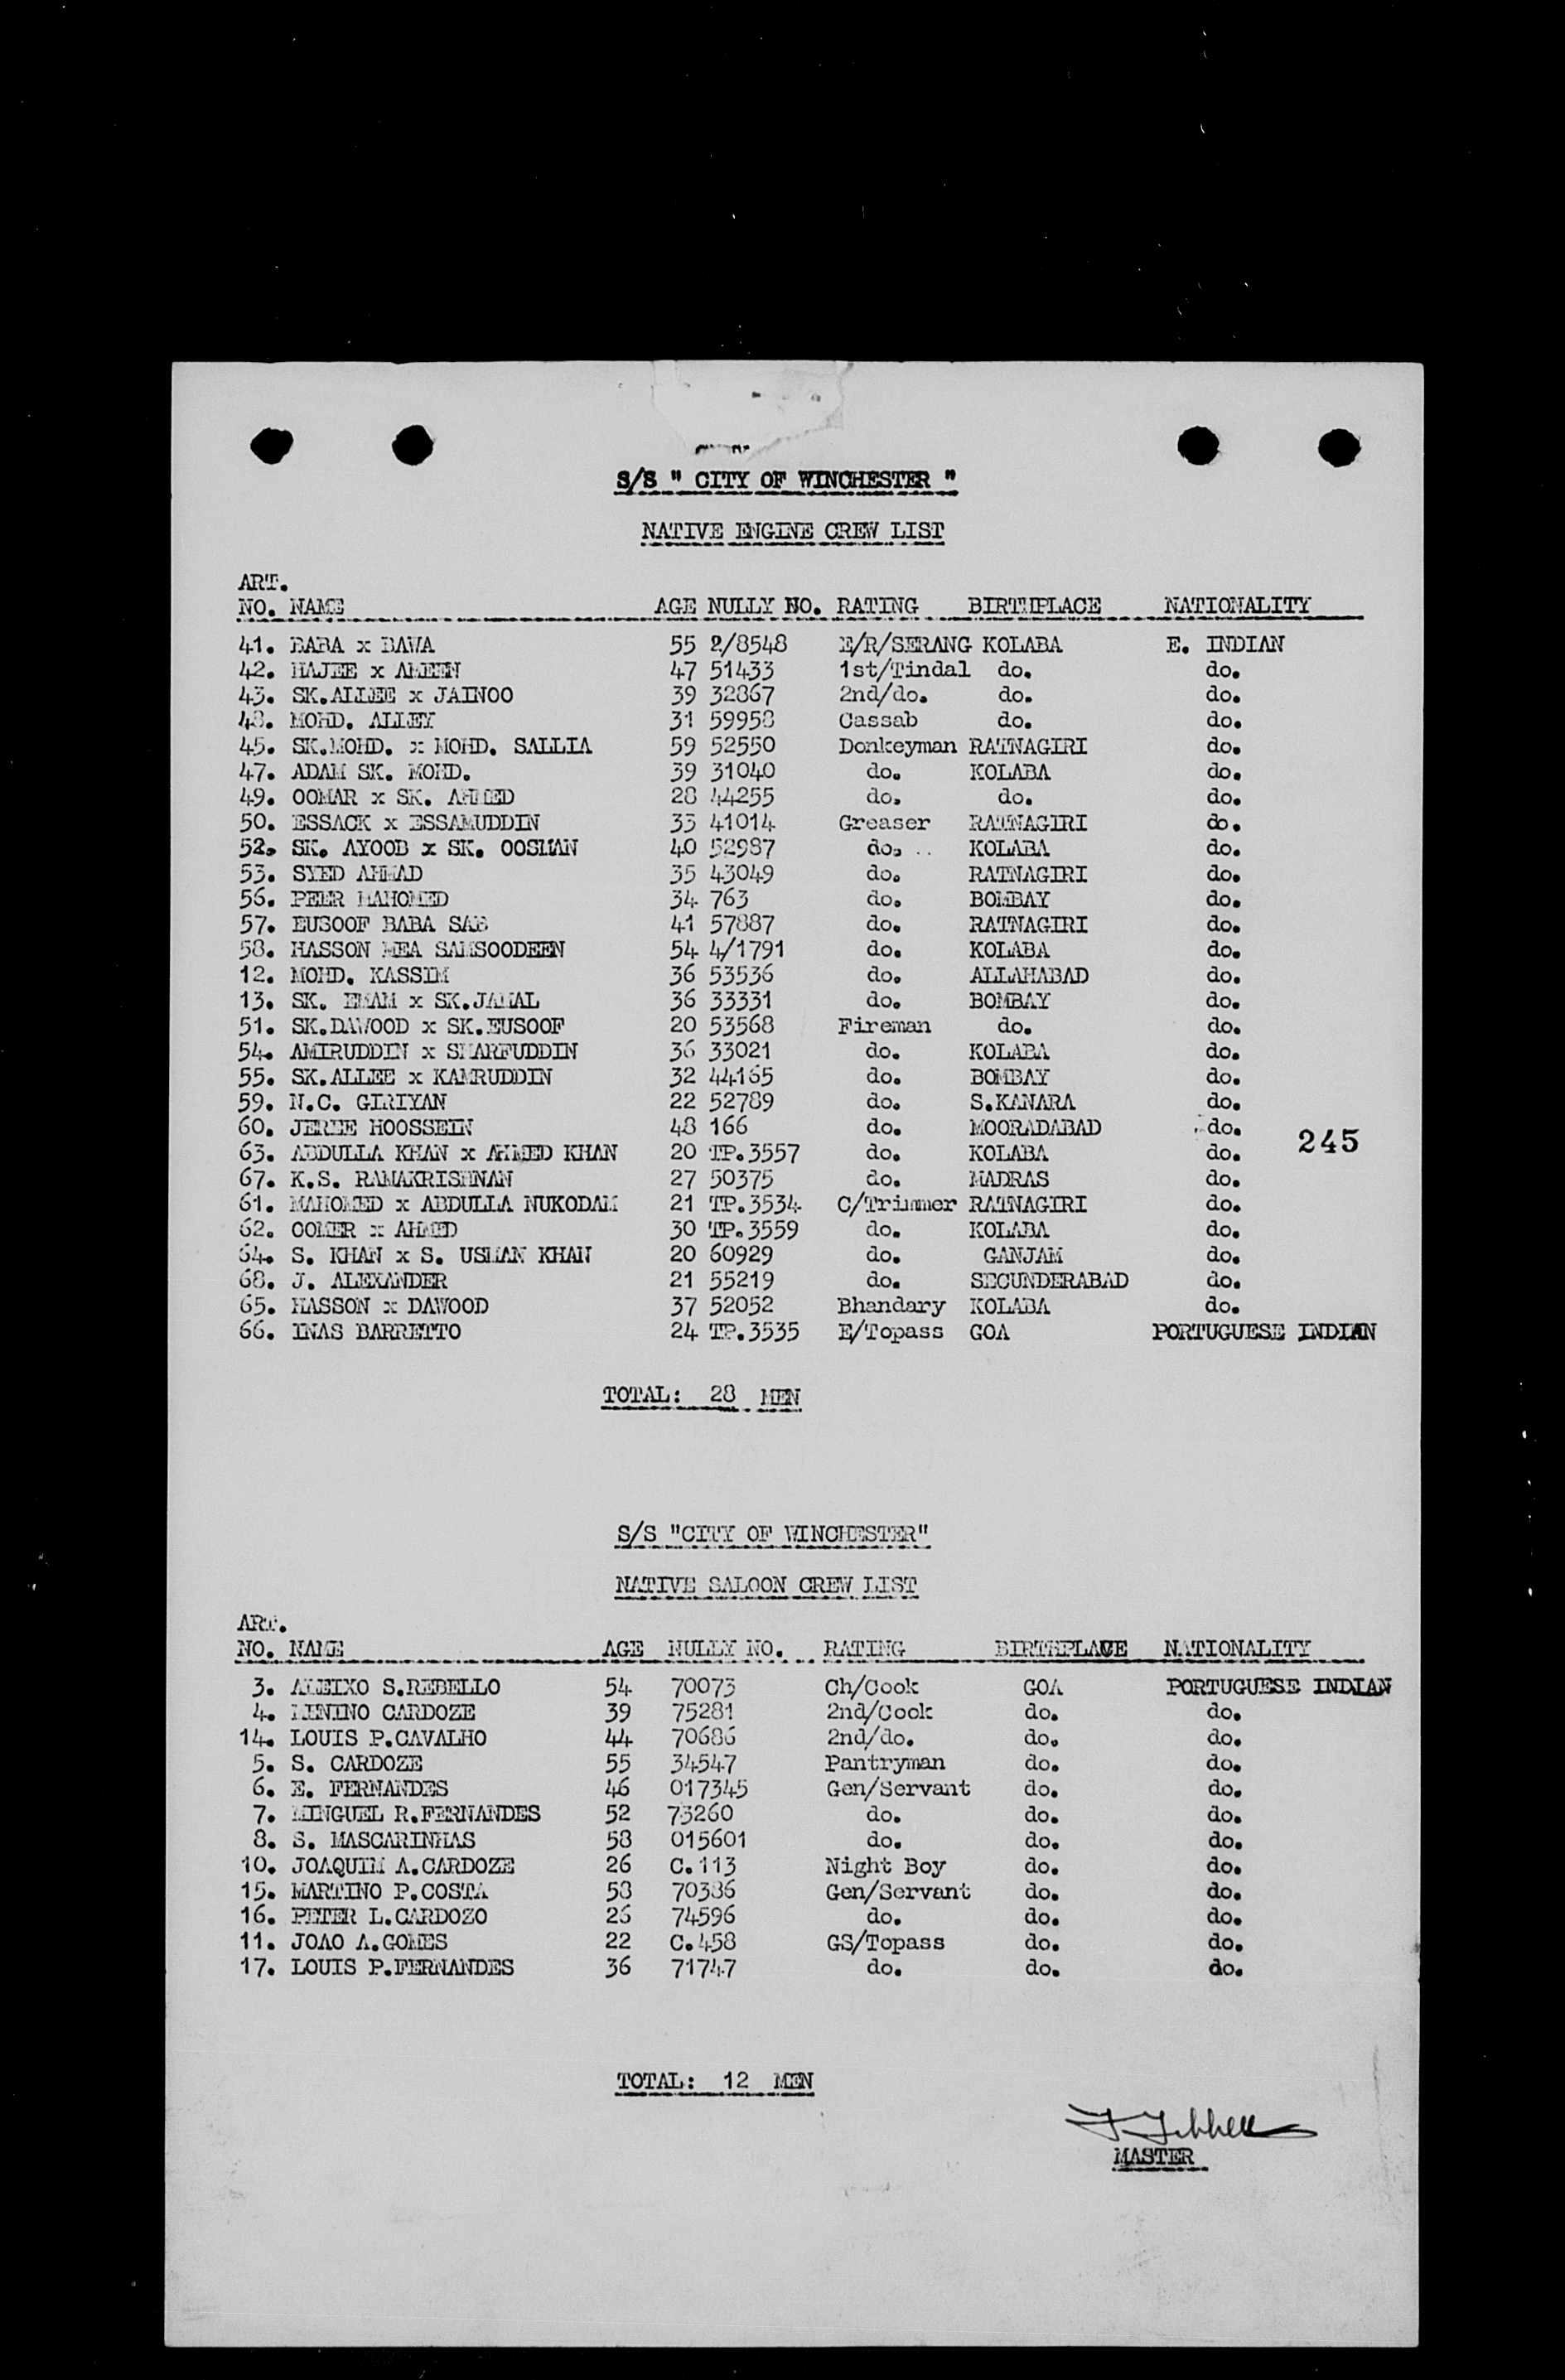 S/S " CITY OF WINCHESTER "
NATIVE ENGINE CREW LIST
ART.
NO. NAME AGE NULLY NO. RATING BIRTHPLACE NATIONALITY
41. BABA x BAWA 55 2/8548 E/R/SERANG KOLABA E. INDIAN
42. HAJEE x AMEEN 47 51433 1st/Tindal do. do.
43. SK.ALLEE x JAINOO 39 32867 2nd/do. do. do.
48. MOHD. ALLEY 31 59958 Cassab do. do.
45. SK.MOHD. x MOHD. SALLIA 59 52550 Donkeyman RATNAGIRI do.
47. ADAM SK. MOHD. 39 31040 do. KOLABA do.
49. OOMAR x SK. AHMED 28 44255 do. do. do.
50. ESSACK x ESSAMUDDIN 33 41014 Greaser RATNAGIRI do.
52. SK. AYOOB x SK. OOSMAN 40 52987 do. KOLABA do.
53. SYED AHMAD 35 43049 do. RATNAGIRI do.
56. PEER MAHOMED 34 763 do. BOMBAY do.
57. EUSOOF BABA SAB 41 57887 do. RATNAGIRI do.
58. HASSON MEA SAMSOODEEN 54 4/1791 do. KOLABA do.
12. MOHD. KASSIM 36 53536 do. ALLAHABAD do.
13. SK. EMAM x SK.JAMAL 36 33331 do. BOMBAY do.
51. SK.DAWOOD x SK.EUSOOF 20 53568 Fireman do. do.
54. AMIRUDDIN x SHARFUDDIN 36 33021 do. KOLABA do.
55. SK.ALLEE x KAMRUDDIN 32 44165 do. BOMBAY do.
59. N.C. GIRIYAN 22 52789 do. S.KANARA do.
60. JEREE HOOSSEIN 48 166 do. MOORADABAD do.
245
63. ABDULLA KHAN x AHMED KHAN 20 TP.3557 do. KOLABA do.
67. K.S. RAMAKRISHNAN 27 50375 do. MADRAS do.
61. MAHOMED x ABDULLA NUKODAM 21 TP.3534 C/Trimmer RATNAGIRI do.
62. OOMER x AHMED 30 TP.3559 do. KOLABA do.
64. S. KHAN x S. USMAN KHAN 20 60929 do. GANJAM do.
68. J. ALEXANDER 21 55219 do. SECUNDERABAD do.
65. HASSON x DAWOOD 37 52052 Bhandary KOLABA do.
66. INAS BARRETTO 24 TP.3535 E/Topass GOA PORTUGUESE INDIAN
TOTAL: 28 MEN
S/S "CITY OF WINCHESTER"
NATIVE SALOON CREW LIST
ART.
NO. NAME AGE NULLY NO. RATING BIRTHPLACE NATIONALITY
3. ALEIXO S.REBELLO 54 70073 Ch/Cook GOA PORTUGUESE INDIAN
4. MENINO CARDOZE 39 75281 2nd/Cook do. do.
14. LOUIS P.CAVALHO 44 70686 2nd/do. do. do.
5. S. CARDOZE 55 34547 Pantryman do. do.
6. E. FERNANDES 46 017345 Gen/Servant do. do.
7. MINGUEL R.FERNANDES 52 73260 do. do. do.
8. S. MASCARINHAS 58 015601 do. do. do.
10. JOAQUIM A.CARDOZE 26 C.113 Night Boy do. do.
15. MARTINO P.COSTA 58 70386 Gen/Servant do. do.
16. PETER L.CARDOZO 26 74596 do. do. do.
11. JOAO A.GOMES 22 C.458 GS/Topass do. do.
17. LOUIS P.FERNANDES 36 71747 do. do. do.
TOTAL: 12 MEN
MASTER